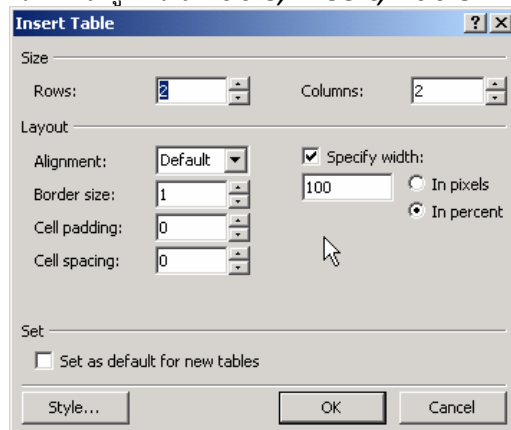 Insert Table
Size
Rows: 2 Columns: 2
Layout
Alignment: Default Specify width:
Border size: 1 100 In pixels
Cell padding: 0 In percent
Cell spacing: 0
Set
Set as default for new tables
Style... OK Cancel